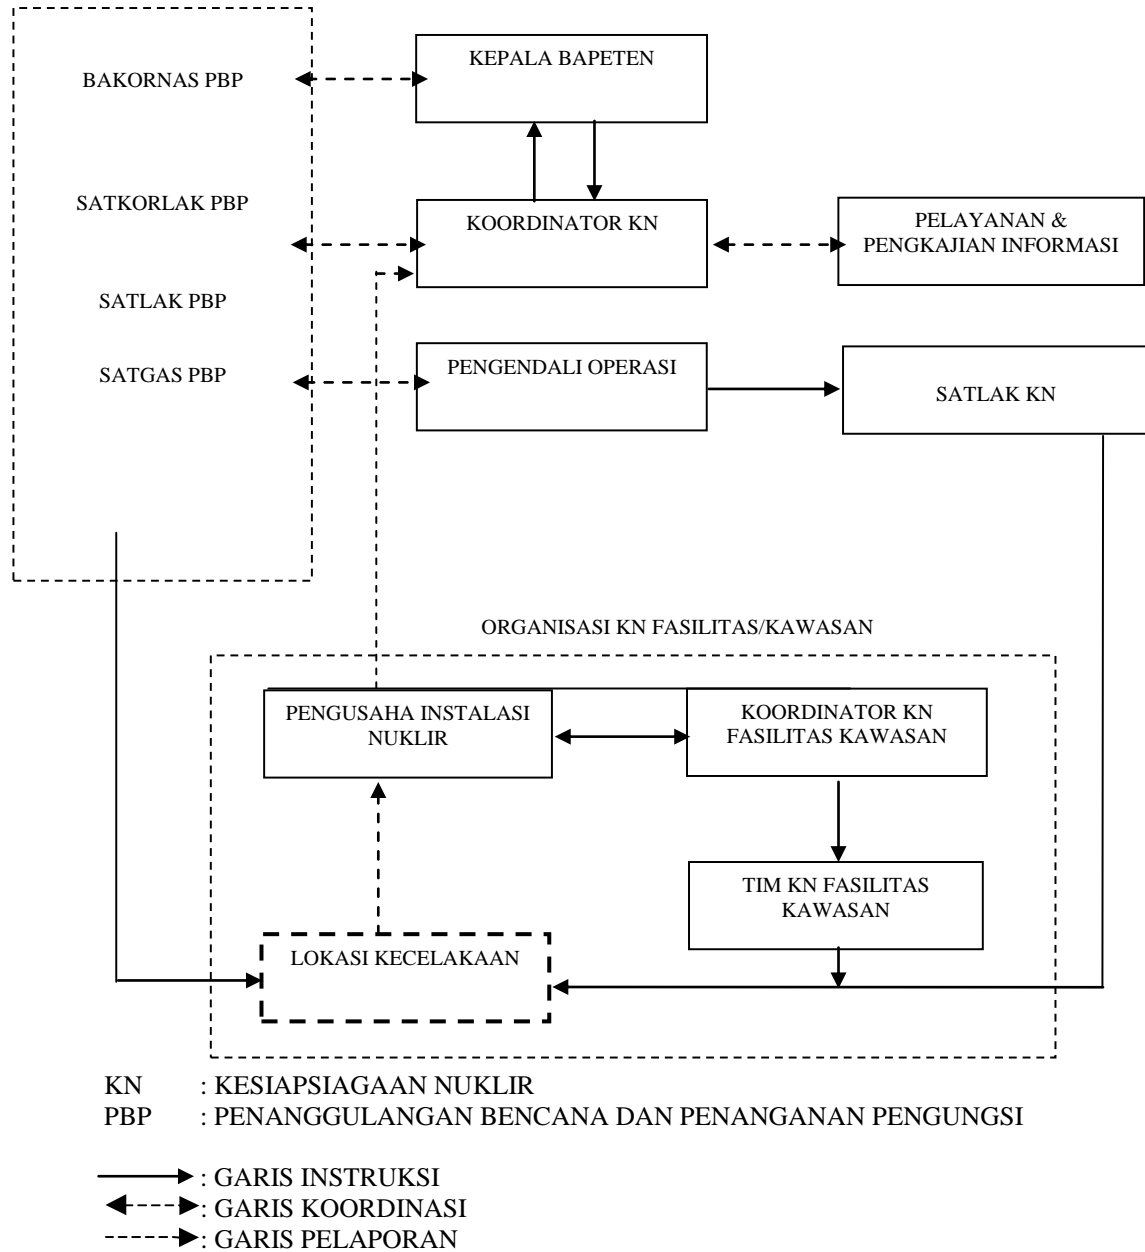 BAKORNAS PBP
KEPALA BAPETEN
SATKORLAK PBP
KOORDINATOR KN
PELAYANAN &
PENGKAJIAN INFORMASI
SATLAK PBP
SATGAS PBP
PENGENDALI OPERASI
SATLAK KN
ORGANISASI KN FASILITAS/KAWASAN
PENGUSAHA INSTALASI
NUKLIR
KOORDINATOR KN
FASILITAS KAWASAN
TIM KN FASILITAS
KAWASAN
LOKASI KECELAKAAN
KN : KESIAPSIAGAAN NUKLIR
PBP : PENANGGULANGAN BENCANA DAN PENANGANAN PENGUNGSI
: GARIS INSTRUKSI
: GARIS KOORDINASI
: GARIS PELAPORAN